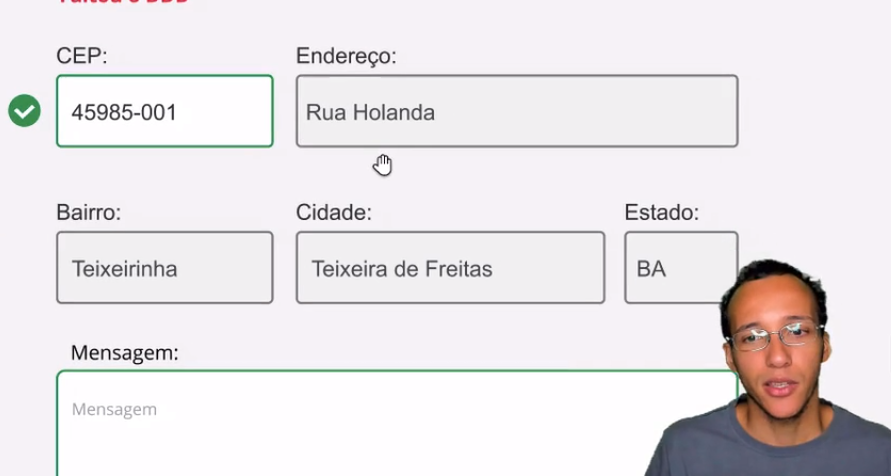 CEP: Endereço:
45985-001 Rua Holanda
Bairro: Cidade: Estado:
Teixeirinha Teixeira de Freitas BA
Mensagem:
Mensagem